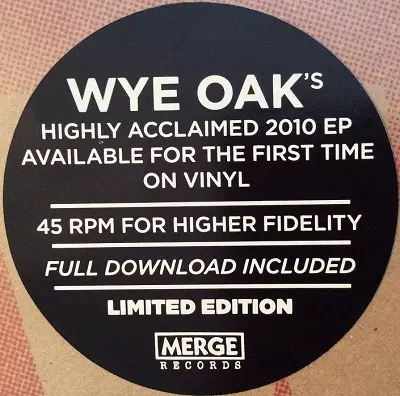 WYE OAK's
HIGHLY ACCLAIMED 2010 EP
AVAILABLE FOR THE FIRST TIME
ON VINYL
45 RPM FOR HIGHER FIDELITY
FULL DOWNLOAD INCLUDED
LIMITED EDITION
MERGE
RECORDS